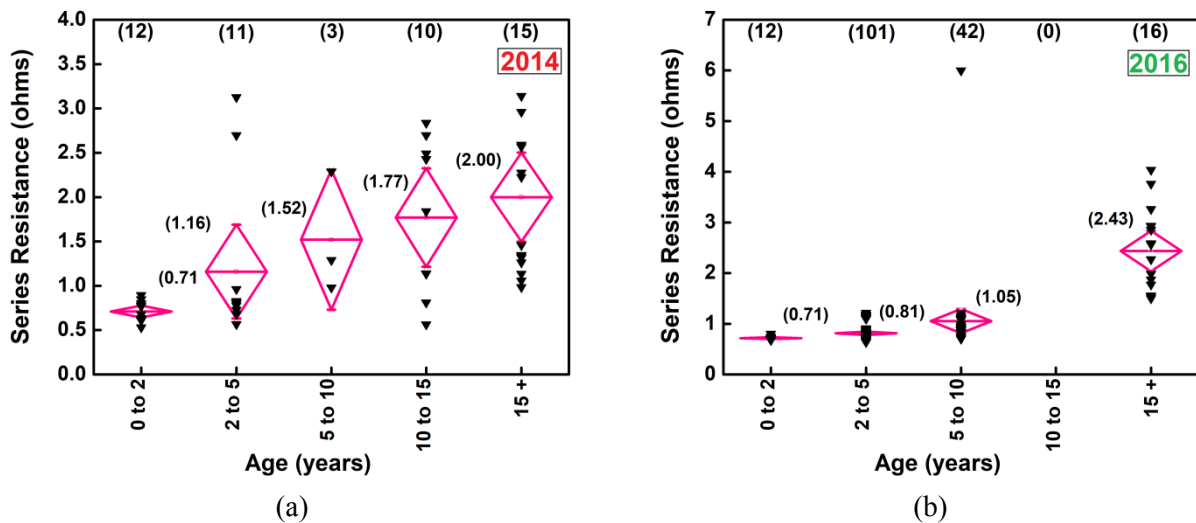 (12) (11) (3) (10) (15)
2014
4.0
3.5
3.0
2.5
2.0
1.5
1.0
0.5
0.0
Series Resistance (ohms)
(0.71
(1.16)
(1.52)
(1.77)
(2.00)
0 to 2
2 to 5
5 to 10
10 to 15
15 +
Age (years)
(a)
(12) (101) (42) (0) (16)
2016
7
6
5
4
3
2
1
0
Series Resistance (ohms)
(0.71)
(0.81)
(1.05)
(2.43)
0 to 2
2 to 5
5 to 10
10 to 15
15 +
Age (years)
(b)